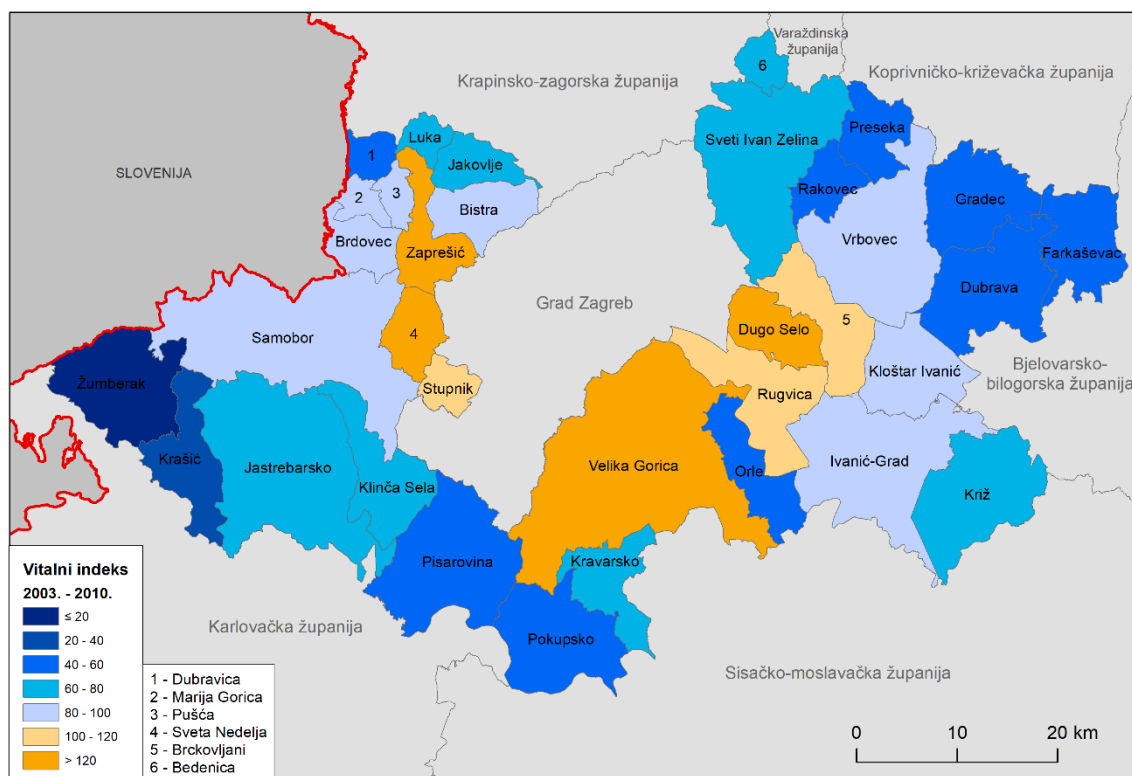 Varaždinska
županija
6
Krapinsko-zagorska županija
Koprivničko-križevačka županija
Preseka
Luka
Sveti Ivan Zelina
1
Jakovlje
SLOVENIJA
3
2
Rakovec
Gradec
Bistra
Vrbovec
Brdovec
Zaprešić
Farkaševac
Dubrava
Grad Zagreb
4
5
Dugo Selo
Samobor
Bjelovarsko-
bilogorska županija
Žumberak
Kloštar Ivanić
Stupnik
Rugvica
Krašić
Jastrebarsko
Velika Gorica
Ivanić-Grad
Orle
Klinča Sela
Križ
Pisarovina
Kravarsko
Karlovačka županija
Pokupsko
Sisačko-moslavačka županija
Vitalni indeks
2003. - 2010.
≤ 20
20 - 40
40 - 60
60 - 80
80 - 100
100 - 120
> 120
1 - Dubravica
2 - Marija Gorica
3 - Pušća
4 - Sveta Nedelja
5 - Brckovljani
6 - Bedenica
0 10 20 km